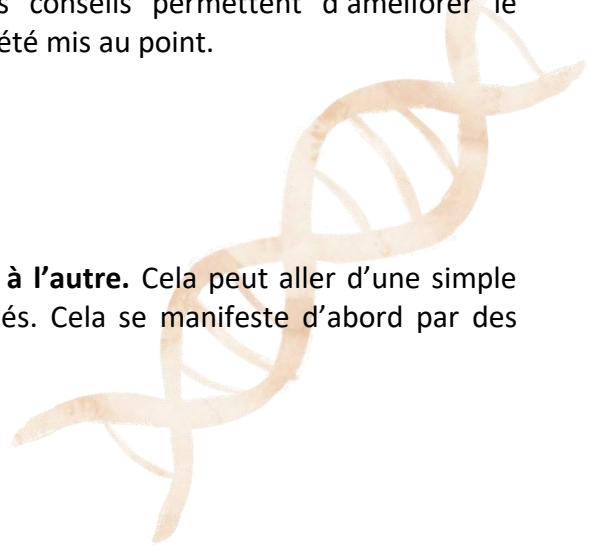 s conseils permettent d'améliorer le
été mis au point.
à l’autre. Cela peut aller d’une simple
és. Cela se manifeste d’abord par des